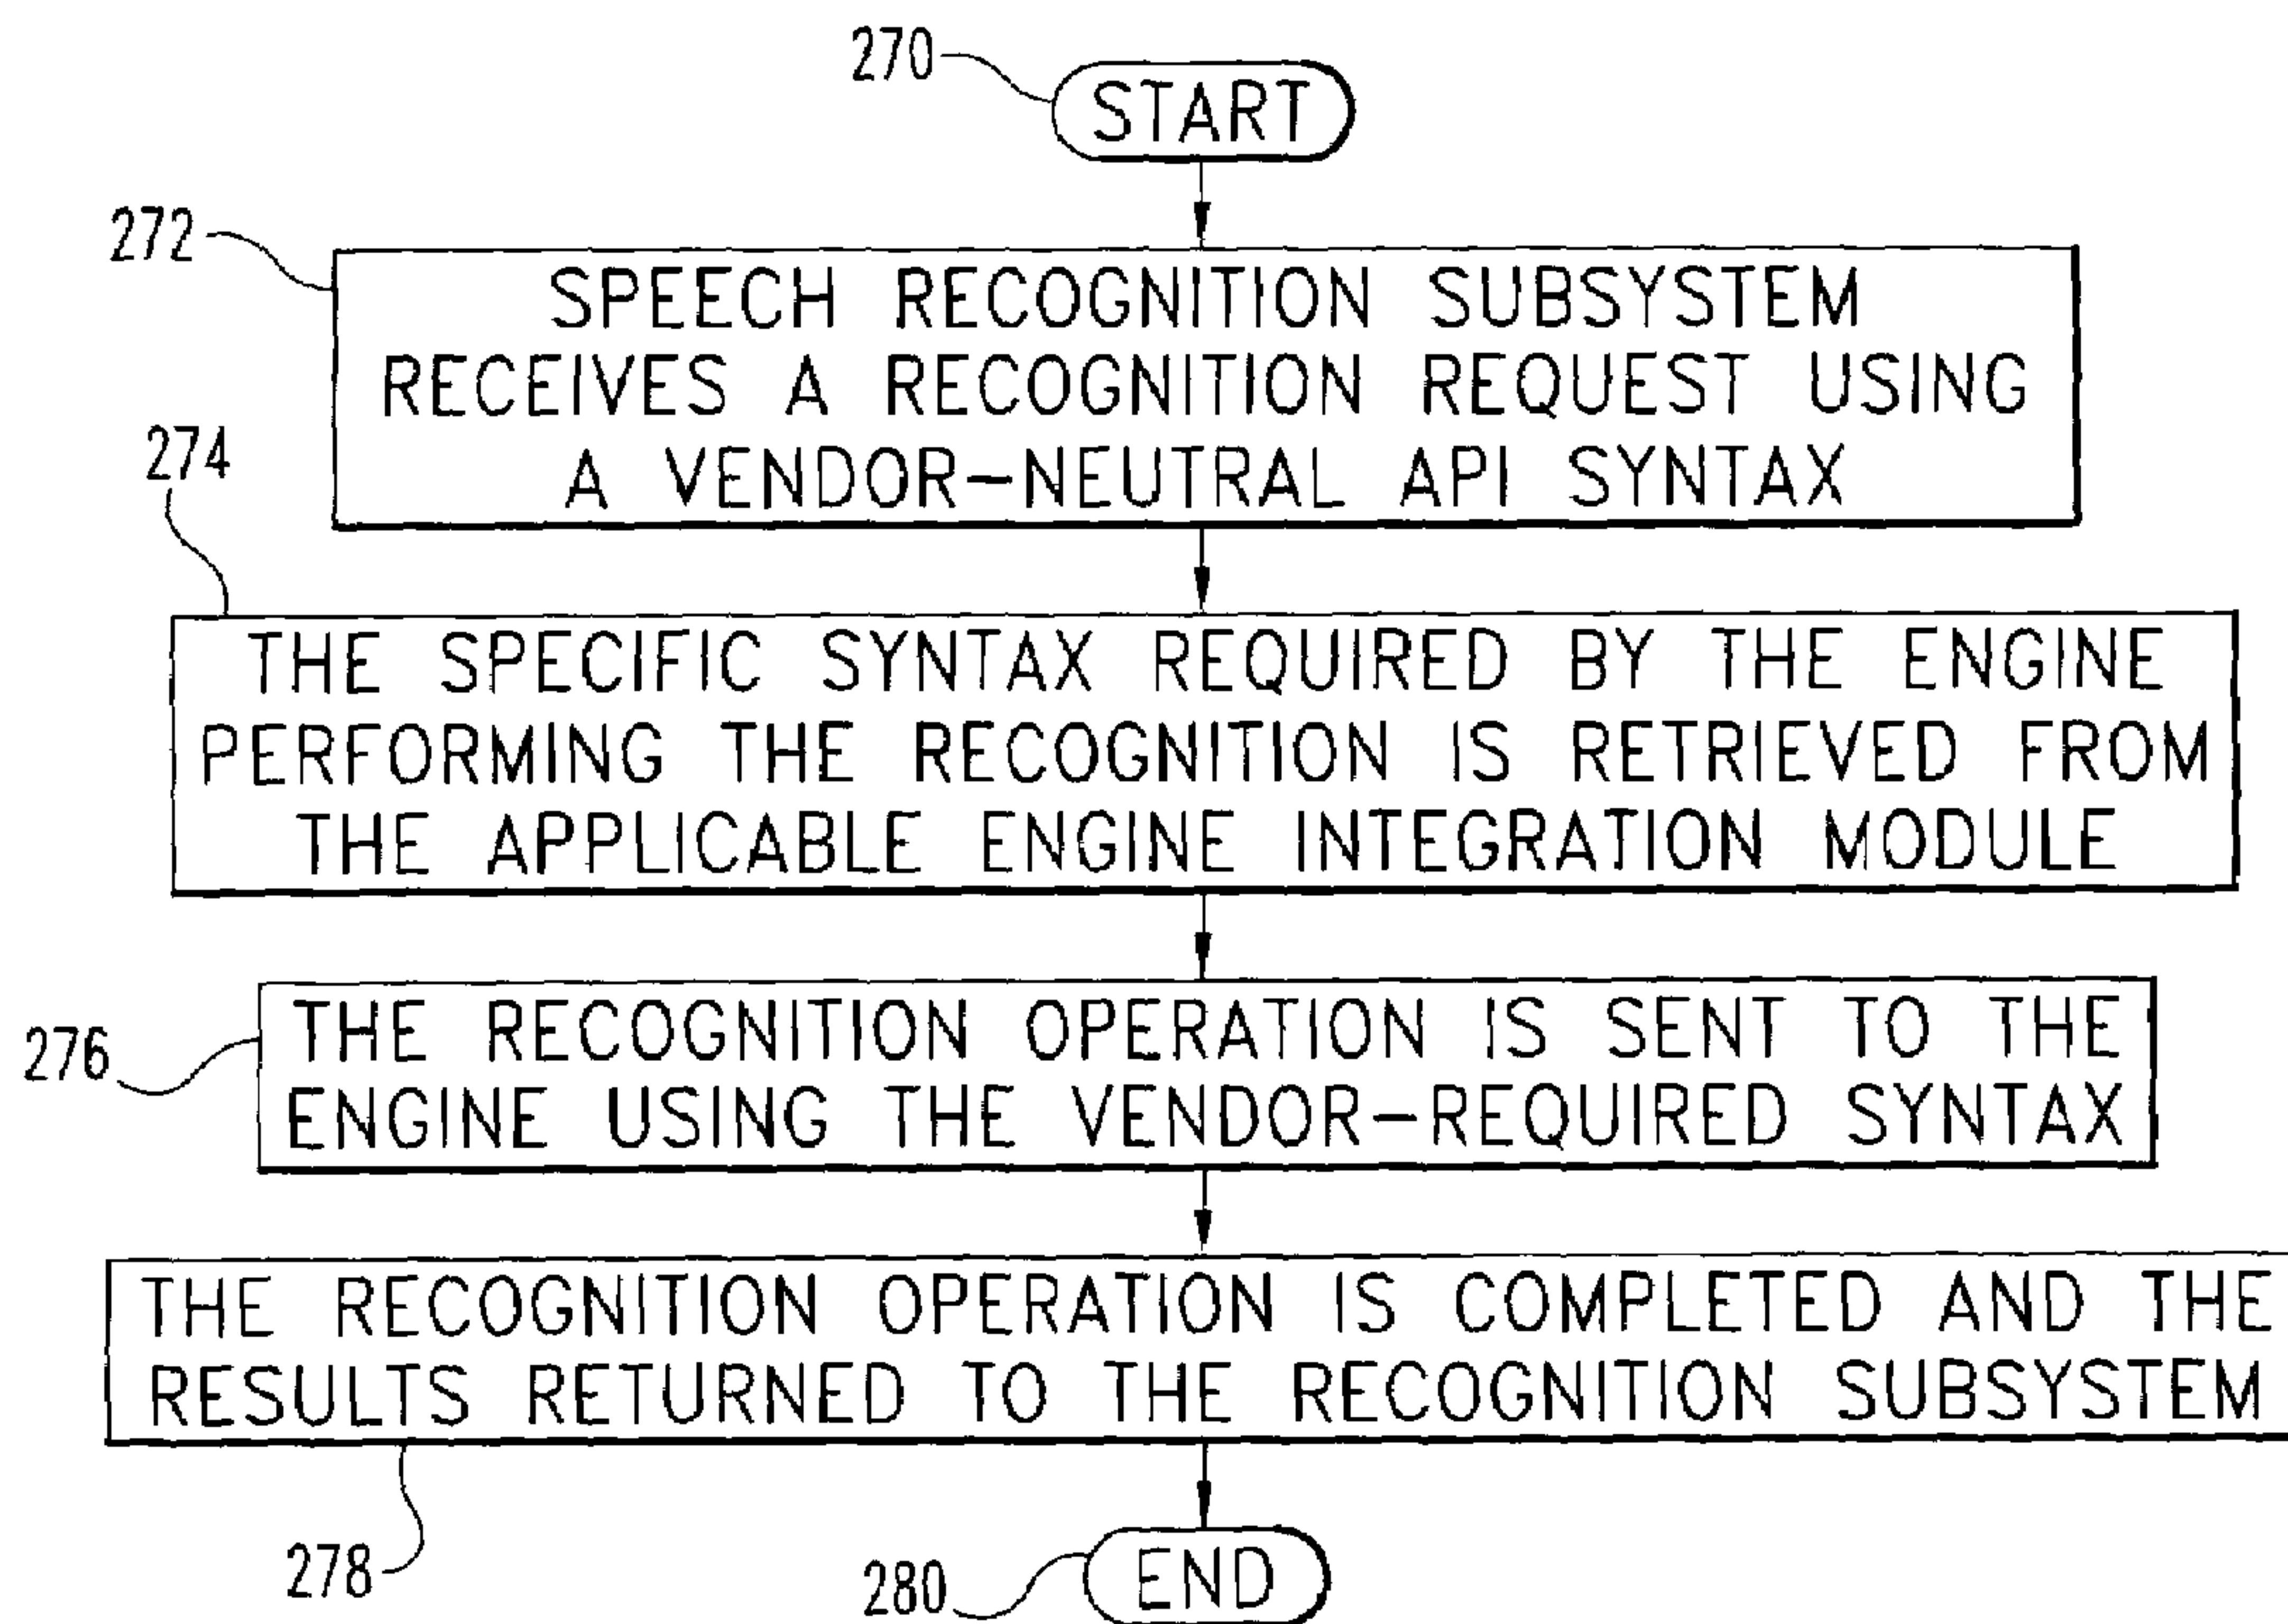 270
START
272
SPEECH RECOGNITION SUBSYSTEM
RECEIVES A RECOGNITION REQUEST USING
A VENDOR-NEUTRAL API SYNTAX
274
THE SPECIFIC SYNTAX REQUIRED BY THE ENGINE
PERFORMING THE RECOGNITION IS RETRIEVED FROM
THE APPLICABLE ENGINE INTEGRATION MODULE
276
THE RECOGNITION OPERATION IS SENT TO THE
ENGINE USING THE VENDOR-REQUIRED SYNTAX
THE RECOGNITION OPERATION IS COMPLETED AND THE
RESULTS RETURNED TO THE RECOGNITION SUBSYSTEM
278
280
END